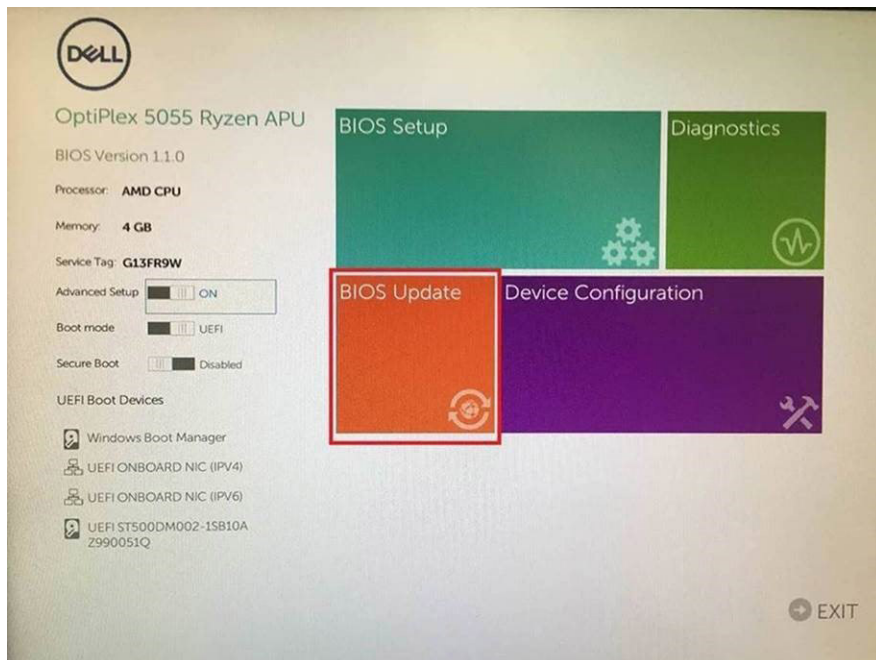 DELL
OptiPlex 5055 Ryzen APU
BIOS Version 1.1.0
Processor: AMD CPU
Memory: 4 GB
Service Tag: G13FR9W
Advanced Setup ON
Boot mode UEFI
Secure Boot Disabled
UEFI Boot Devices
Windows Boot Manager
UEFI ONBOARD NIC (IPV4)
UEFI ONBOARD NIC (IPV6)
UEFI ST500DM002-1SB10A
Z990051Q
BIOS Setup
Diagnostics
BIOS Update
Device Configuration
EXIT